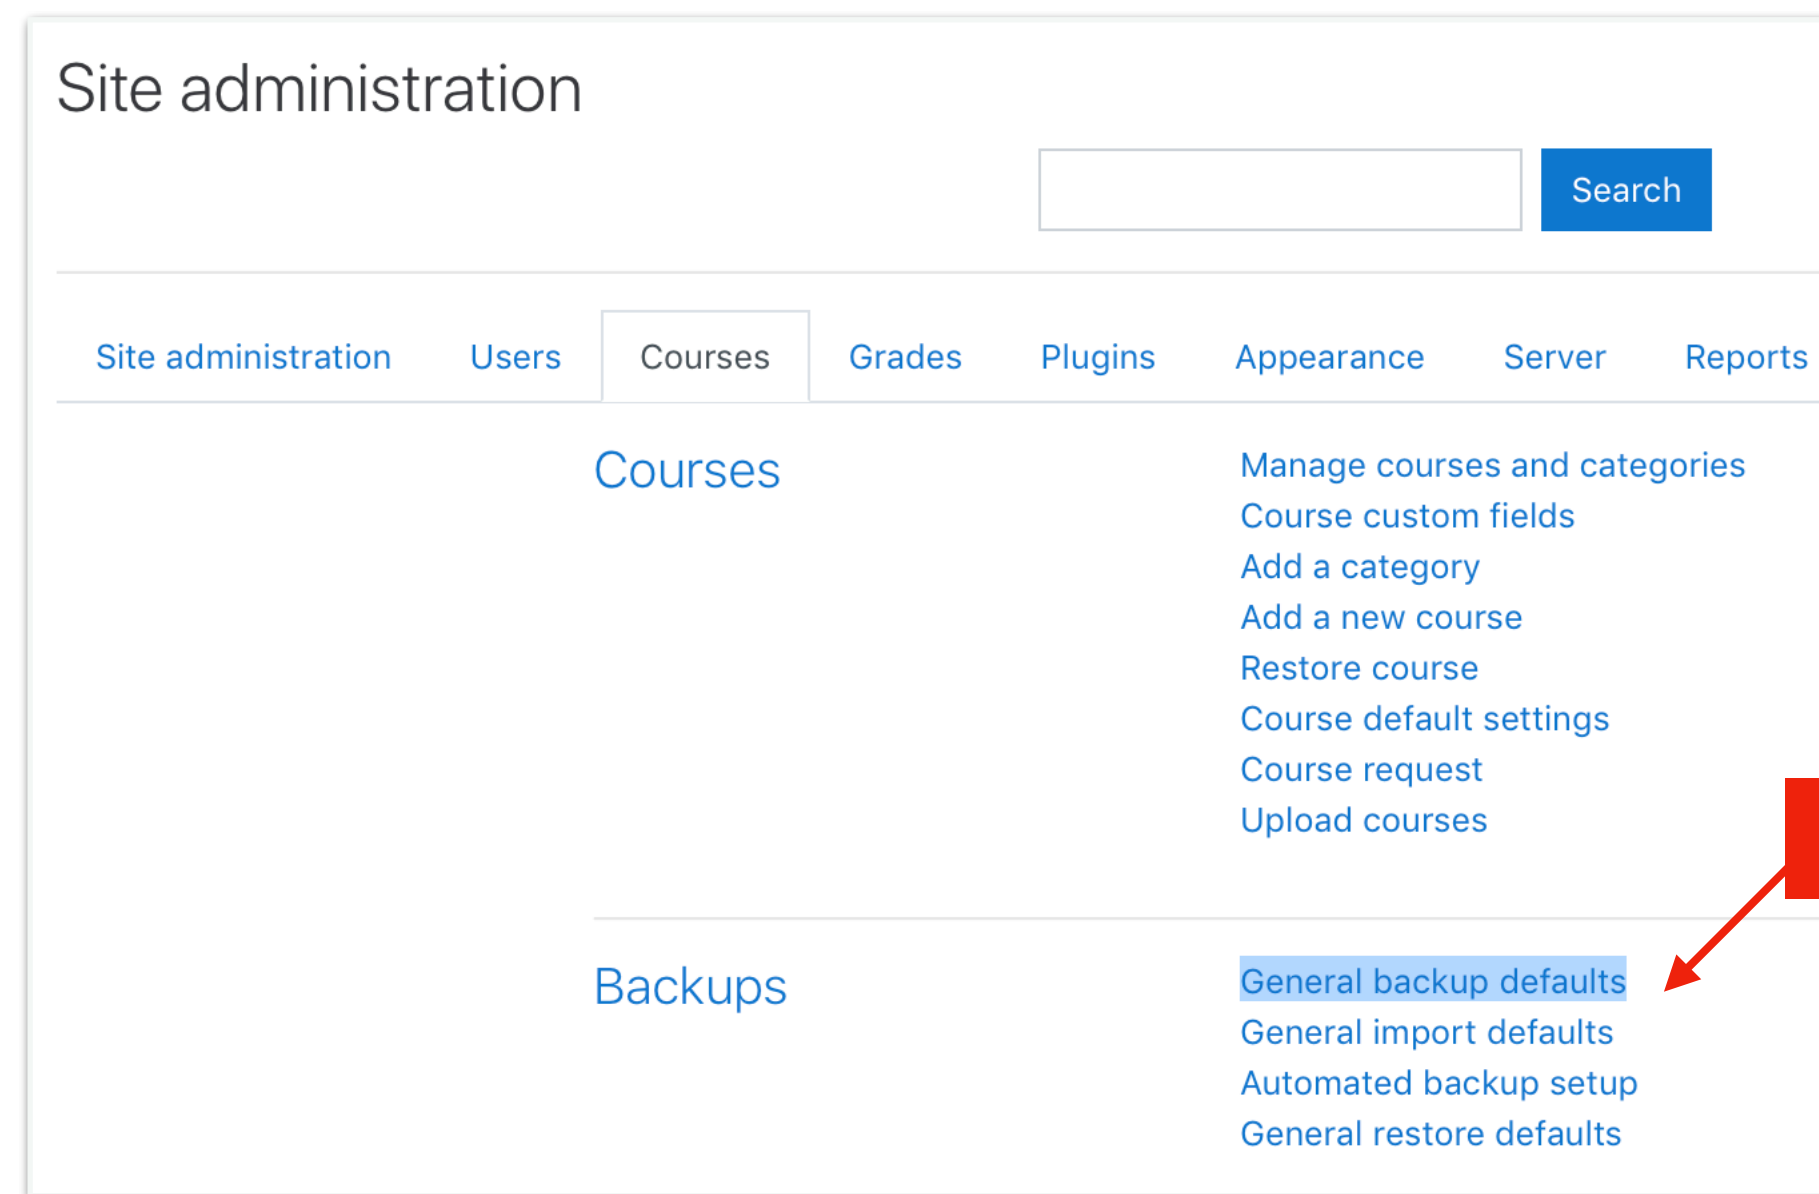 Site administration
Search
Site administration Users Courses Grades Plugins Appearance Server Reports
Courses
Manage courses and categories
Course custom fields
Add a category
Add a new course
Restore course
Course default settings
Course request
Upload courses
Backups
General backup defaults
General import defaults
Automated backup setup
General restore defaults